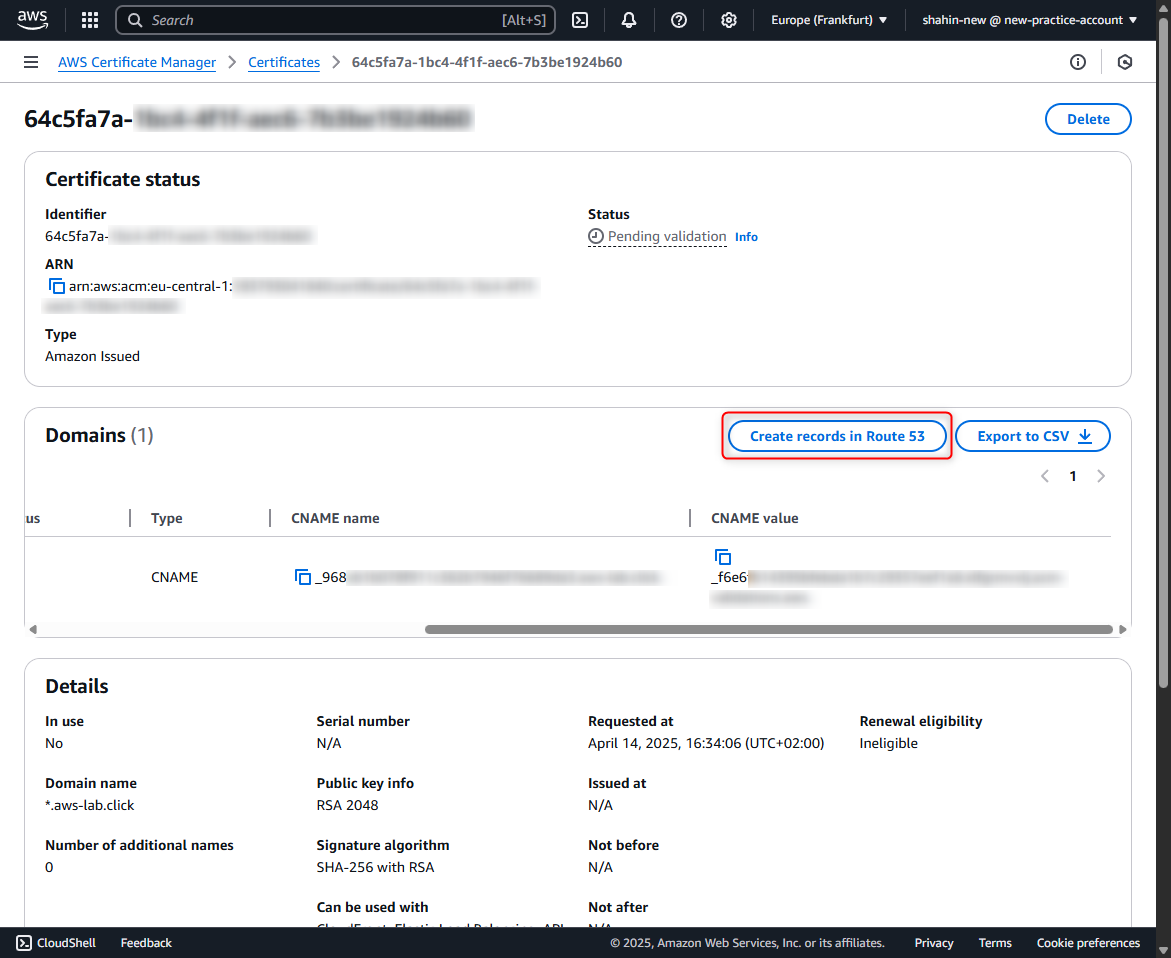 aws
Search [Alt+S] Europe (Frankfurt) shahin-new @ new-practice-account
AWS Certificate Manager Certificates 64c5fa7a-1bc4-4f1f-aec6-7b3be1924b60
64c5fa7a-
Delete
Certificate status
Identifier
64c5fa7a-
Status
Pending validation Info
ARN
arn:aws:acm:eu-central-1:
Type
Amazon Issued
Domains (1)
Create records in Route 53 Export to CSV
1
us Type CNAME name CNAME value
CNAME _968 _f6e6
Details
In use
No
Serial number
N/A
Requested at
April 14, 2025, 16:34:06 (UTC+02:00)
Renewal eligibility
Ineligible
Domain name
*.aws-lab.click
Public key info
RSA 2048
Issued at
N/A
Number of additional names
0
Signature algorithm
SHA-256 with RSA
Not before
N/A
Can be used with
Not after
N/A
CloudShell Feedback © 2025, Amazon Web Services, Inc. or its affiliates. Privacy Terms Cookie preferences